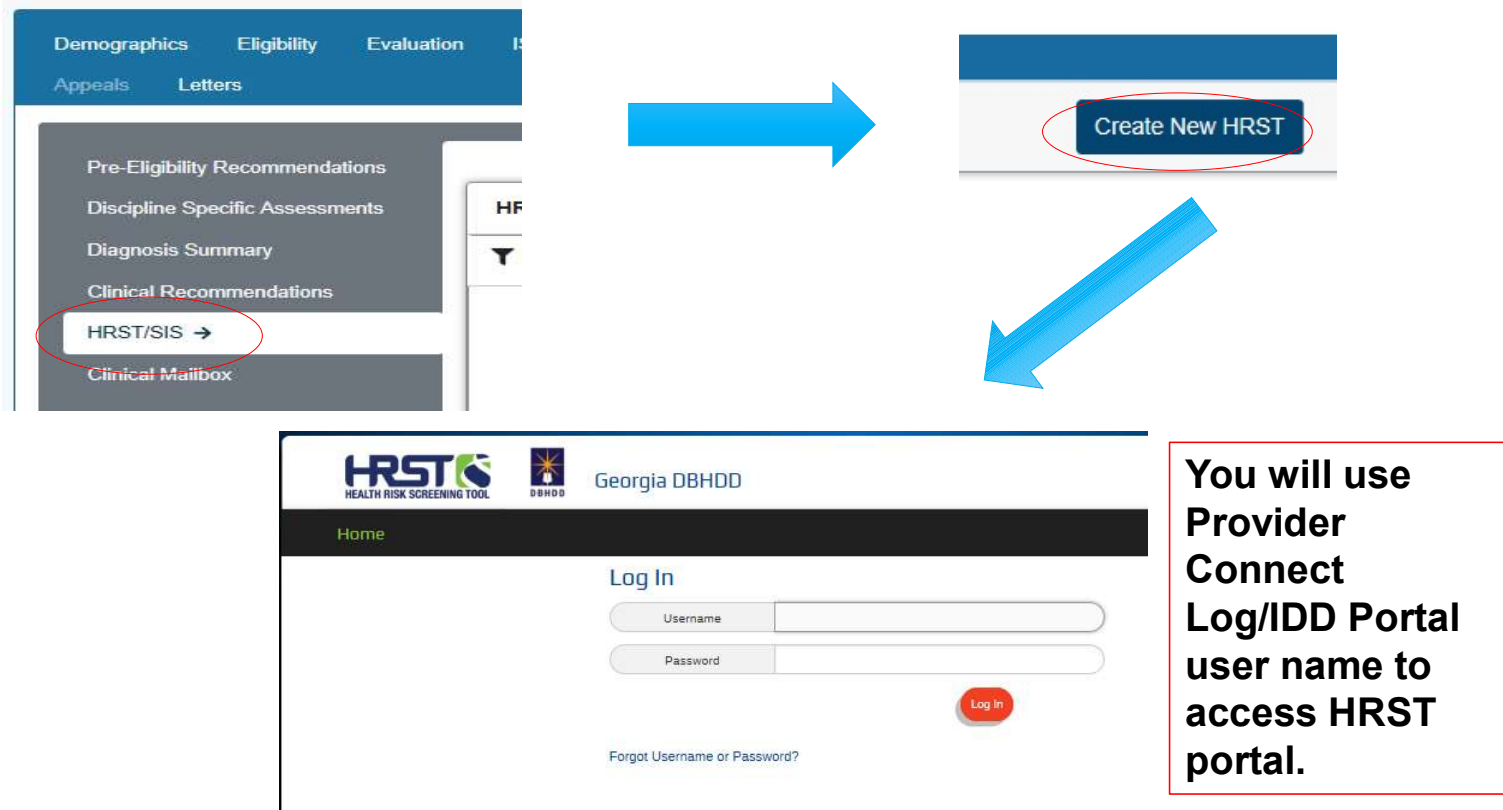 Demographics Eligibility Evaluation
Appeals Letters
Pre-Eligibility Recommendations
Discipline Specific Assessments
Diagnosis Summary
Clinical Recommendations
HRST/SIS →
Clinical Mailbox
HR
Create New HRST
HRST
HEALTH RISK SCREENING TOOL
DBHDD
Georgia DBHDD
Home
Log In
Username
Password
Log In
Forgot Username or Password?
You will use
Provider
Connect
Log/IDD Portal
user name to
access HRST
portal.